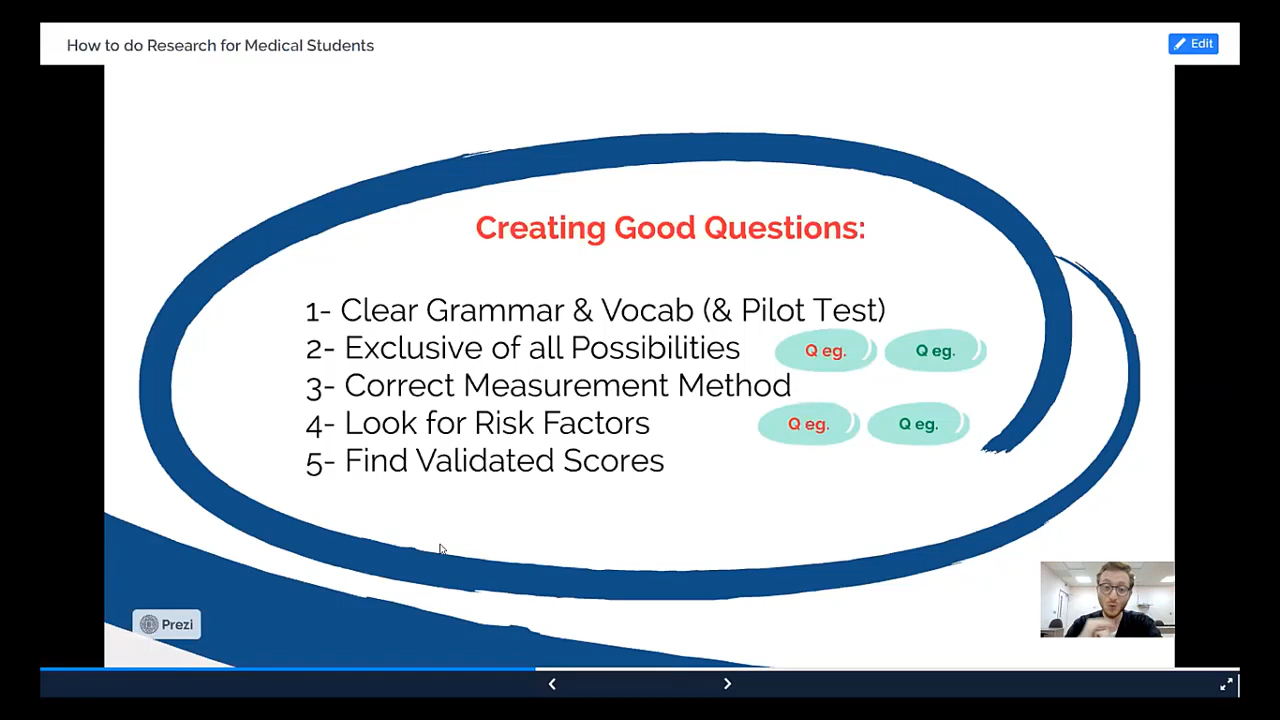 How to do Research for Medical Students
Edit
Creating Good Questions:
1- Clear Grammar & Vocab (& Pilot Test)
2- Exclusive of all Possibilities
Q eg.
Q eg.
3- Correct Measurement Method
4- Look for Risk Factors
Q eg.
Q eg.
5- Find Validated Scores
Prezi